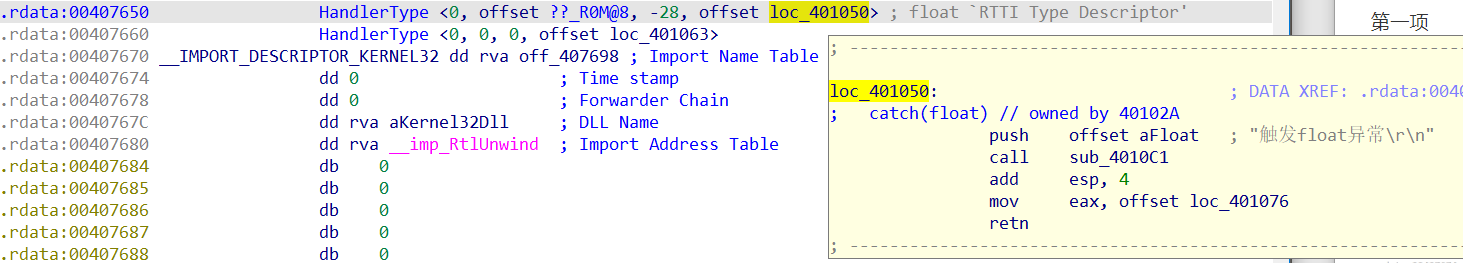 .rdata:00407650 HandlerType <0, offset ??_R0M@8, -28, offset loc_401050> ; float `RTTI Type Descriptor'
.rdata:00407660 HandlerType <0, 0, 0, offset loc_401063>
.rdata:00407670 __IMPORT_DESCRIPTOR_KERNEL32 dd rva off_407698 ; Import Name Table
.rdata:00407674 dd 0 ; Time stamp
.rdata:00407678 dd 0 ; Forwarder Chain
.rdata:0040767C dd rva aKernel32Dll ; DLL Name
.rdata:00407680 dd rva __imp_RtlUnwind ; Import Address Table
.rdata:00407684 db 0
.rdata:00407685 db 0
.rdata:00407686 db 0
.rdata:00407687 db 0
.rdata:00407688 db 0
第一项
; ---------------------------------------------------------------------------
loc_401050: ; DATA XREF: .rdata:0040
; catch(float) // owned by 40102A
push offset aFloat ; "触发float异常\r\n"
call sub_4010C1
add esp, 4
mov eax, offset loc_401076
retn
; ---------------------------------------------------------------------------